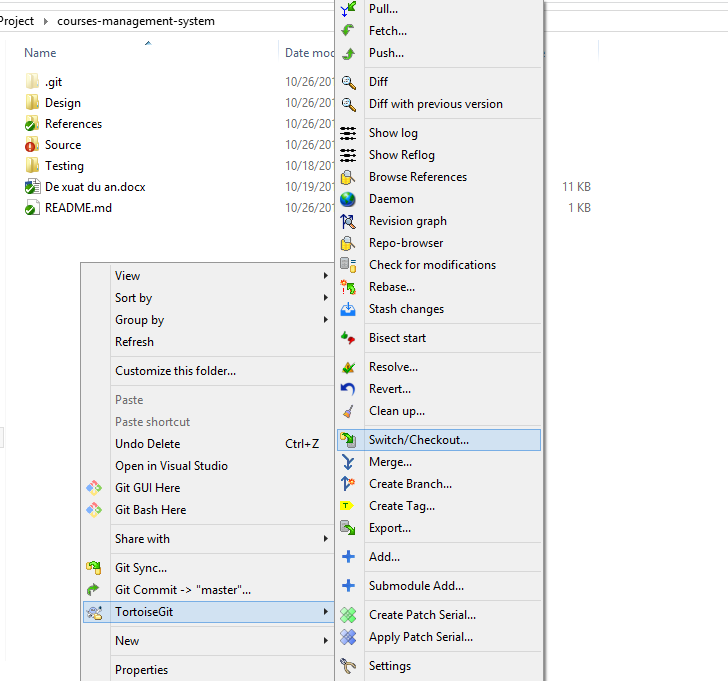 Project courses-management-system
Name
Date mod
.git
10/26/201
Design
10/26/201
References
10/26/201
Source
10/26/201
Testing
10/18/201
De xuat du an.docx
10/19/201
11 KB
README.md
10/26/201
1 KB
View
Sort by
Group by
Refresh
Customize this folder...
Paste
Paste shortcut
Undo Delete Ctrl+Z
Open in Visual Studio
Git GUI Here
Git Bash Here
Share with
Git Sync...
Git Commit -> "master"...
TortoiseGit
New
Properties
Pull...
Fetch...
Push...
Diff
Diff with previous version
Show log
Show Reflog
Browse References
Daemon
Revision graph
Repo-browser
Check for modifications
Rebase...
Stash changes
Bisect start
Resolve...
Revert...
Clean up...
Switch/Checkout...
Merge...
Create Branch...
Create Tag...
Export...
Add...
Submodule Add...
Create Patch Serial...
Apply Patch Serial...
Settings